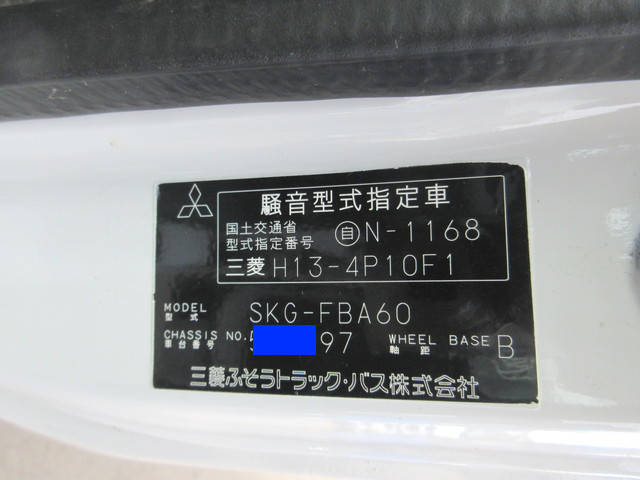 騒音型式指定車
国土交通省
型式指定番号 自 N-1168
三菱 H13-4P10F1
MODEL
型式 SKG-FBA60
CHASSIS NO.
車台番号 97 WHEEL BASE
軸距 B
三菱ふそうトラック・バス株式会社